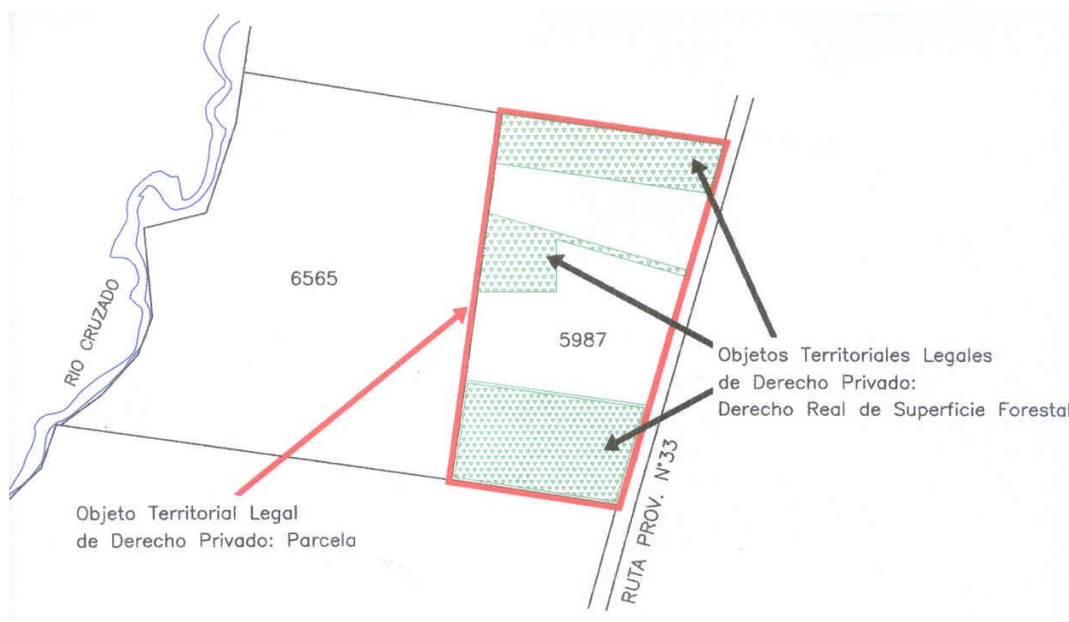 6565
RIO CRUZADO
5987
Objetos Territoriales Legales
de Derecho Privado:
Derecho Real de Superficie Forestal
RUTA PROV. N°33
Objeto Territorial Legal
de Derecho Privado: Parcela